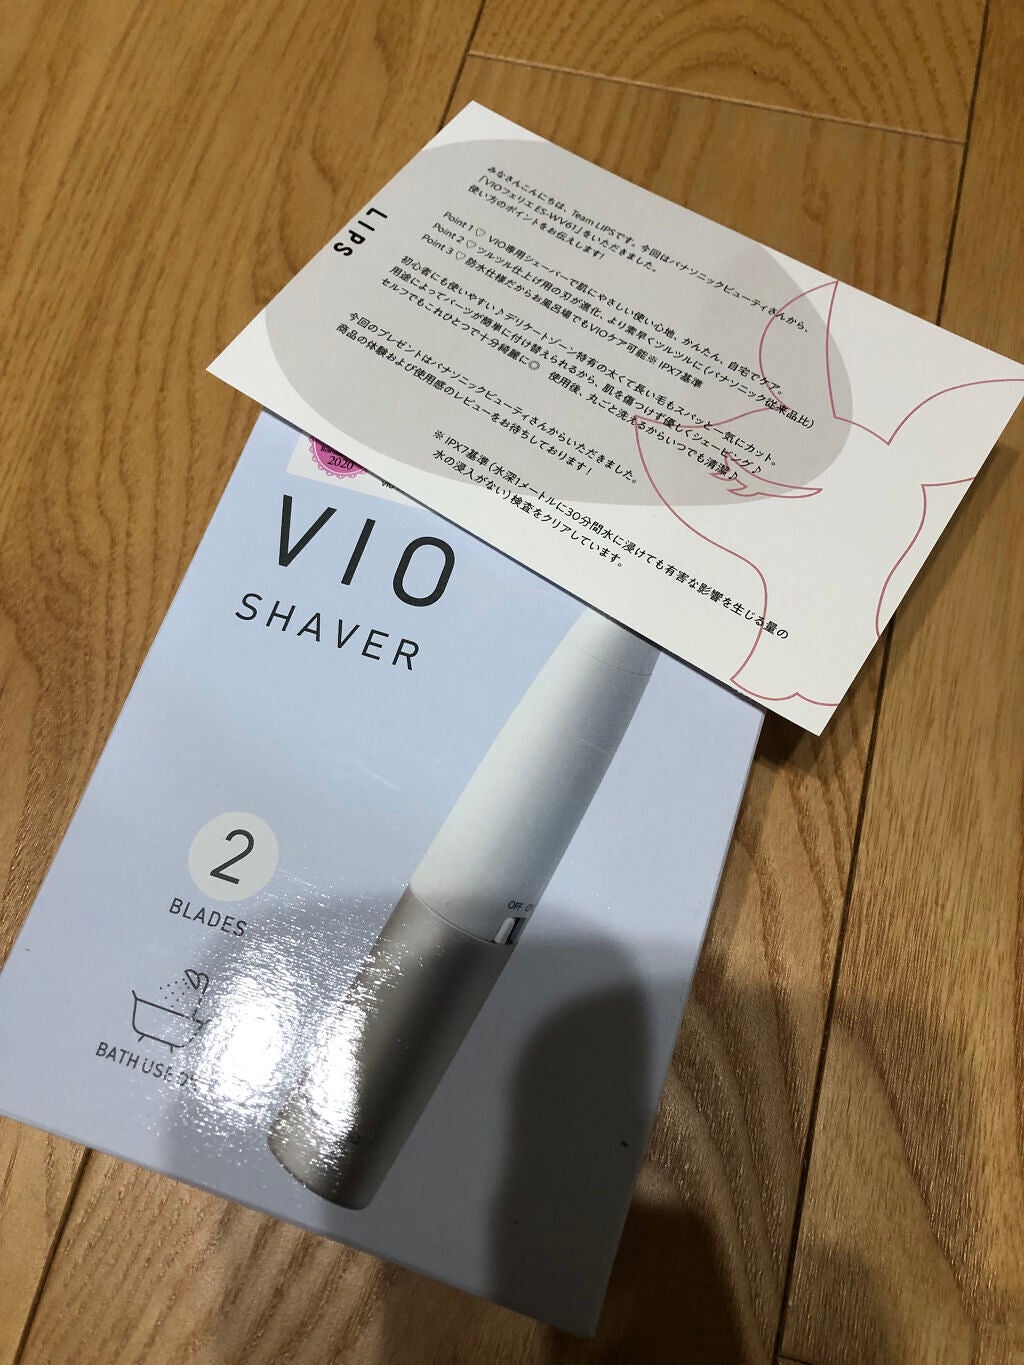 LIPS
みなさんこんにちは、Team LIPSです。今回はパナソニックビューティさんから、
「VIOフェリエ ES-WV61」をいただきました。
使い方のポイントをお伝えします!
Point 1 ♡ VIO専用シェーバーで肌にやさしい使い心地、かんたん、自宅でケア。
Point 2 ♡ ツルツル仕上げ用の刃が進化、より素早くツルツルに(パナソニック従来品比)
Point 3 ♡ 防水仕様だからお風呂場でもVIOケア可能※ IPX7基準
初心者にも使いやすい♪デリケートゾーン特有の太くて長い毛もスパッと一気にカット。
用途によってパーツが簡単に付け替えられるから、肌を傷つけず優しくシェービング♪
セルフでもこれひとつで十分綺麗に◎ 使用後、丸ごと洗えるからいつでも清潔♪
今回のプレゼントはパナソニックビューティさんからいただきました。
商品の体験および使用感のレビューをお待ちしております!
※ IPX7基準(水深1メートルに30分間水に浸けても有害な影響を生じる量の
水の浸入がない)検査をクリアしています。
2020
VIO
SHAVER
2
BLADES
OFF
BATH USE